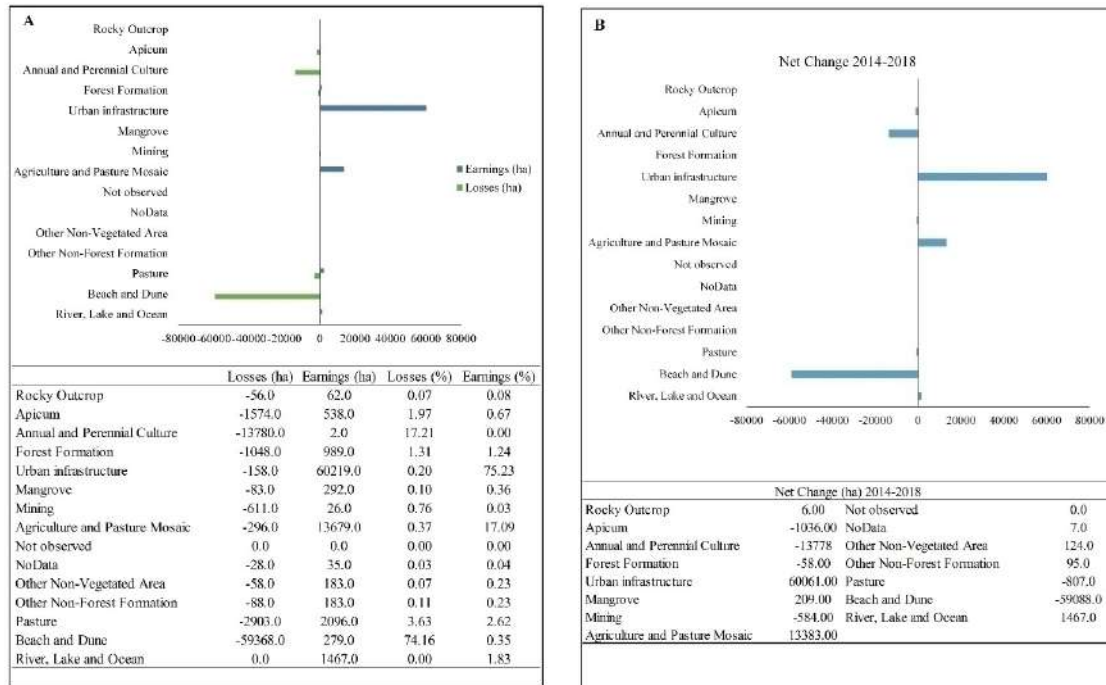 A
Rocky Outcrop
Apicum
Annual and Perennial Culture
Forest Formation
Urban infrastructure
Mangrove
Mining
Agriculture and Pasture Mosaic
Not observed
NoData
Other Non-Vegetated Area
Other Non-Forest Formation
Pasture
Beach and Dune
River, Lake and Ocean
Earnings (ha)
Losses (ha)
-80000 -60000 -40000 -20000 0 20000 40000 60000 80000
Losses (ha) Earnings (ha) Losses (%) Earnings (%)
Rocky Outcrop -56.0 62.0 0.07 0.08
Apicum -1574.0 538.0 1.97 0.67
Annual and Perennial Culture -13780.0 2.0 17.21 0.00
Forest Formation -1048.0 989.0 1.31 1.24
Urban infrastructure -158.0 60219.0 0.20 75.23
Mangrove -83.0 292.0 0.10 0.36
Mining -611.0 26.0 0.76 0.03
Agriculture and Pasture Mosaic -296.0 13679.0 0.37 17.09
Not observed 0.0 0.0 0.00 0.00
NoData -28.0 35.0 0.03 0.04
Other Non-Vegetated Area -58.0 183.0 0.07 0.23
Other Non-Forest Formation -88.0 183.0 0.11 0.23
Pasture -2903.0 2096.0 3.63 2.62
Beach and Dune -59368.0 279.0 74.16 0.35
River, Lake and Ocean 0.0 1467.0 0.00 1.83
B
Net Change 2014-2018
Rocky Outcrop
Apicum
Annual and Perennial Culture
Forest Formation
Urban infrastructure
Mangrove
Mining
Agriculture and Pasture Mosaic
Not observed
NoData
Other Non-Vegetated Area
Other Non-Forest Formation
Pasture
Beach and Dune
River, Lake and Ocean
-80000 -60000 -40000 -20000 0 20000 40000 60000 80000
Net Change (ha) 2014-2018
Rocky Outcrop 6.00 Not observed 0.0
Apicum -1036.00 NoData 7.0
Annual and Perennial Culture -13778 Other Non-Vegetated Area 124.0
Forest Formation -58.00 Other Non-Forest Formation 95.0
Urban infrastructure 60061.00 Pasture -807.0
Mangrove 209.00 Beach and Dune -59088.0
Mining -584.00 River, Lake and Ocean 1467.0
Agriculture and Pasture Mosaic 13383.00